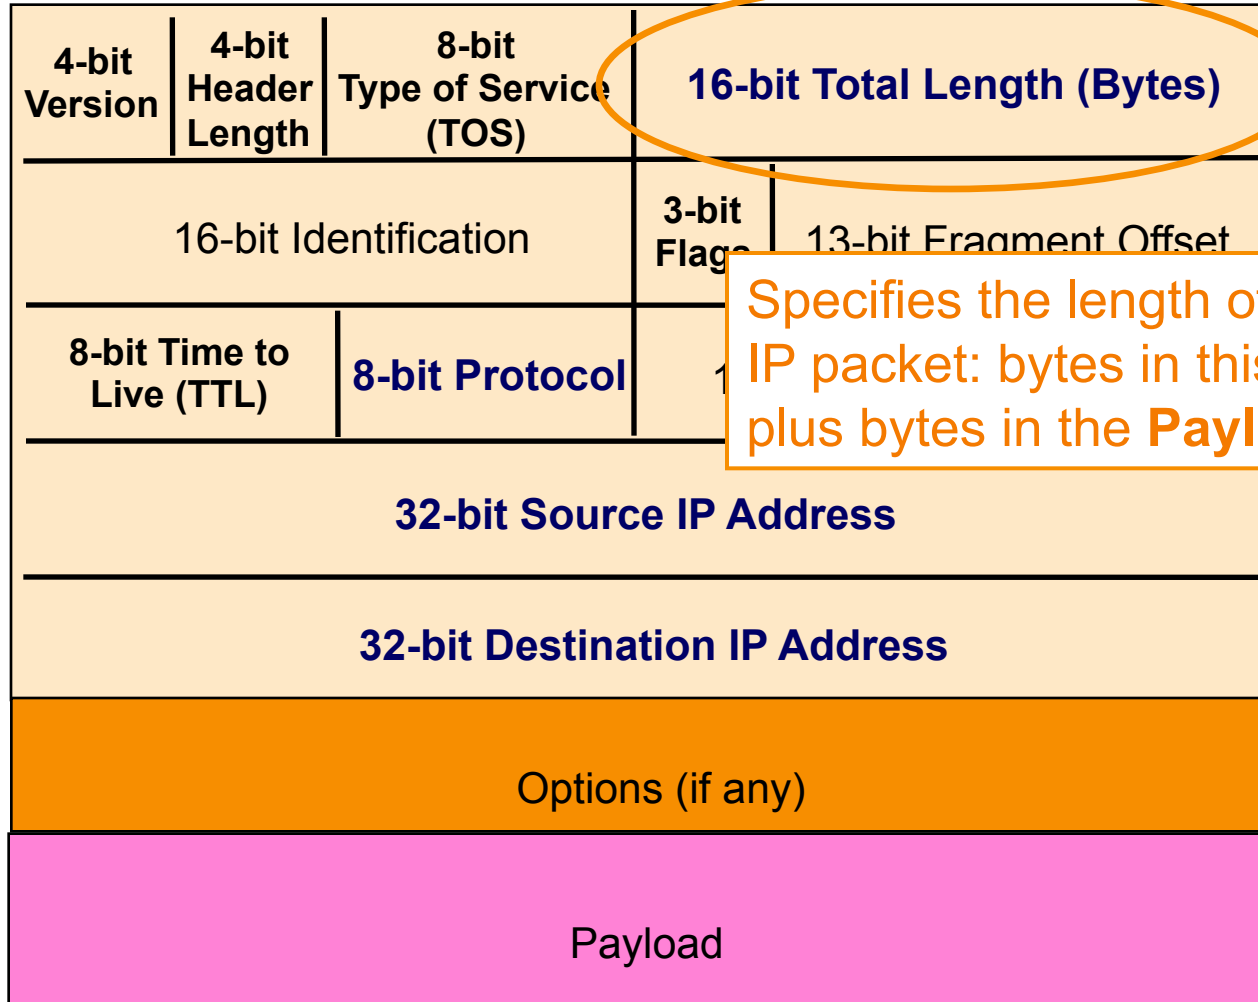 4-bit
Version
4-bit
Header
Length
8-bit
Type of Service
(TOS)
16-bit Total Length (Bytes)
16-bit Identification
3-bit
Flags
13-bit Fragment Offset
8-bit Time to
Live (TTL)
8-bit Protocol
Specifies the length
IP packet: bytes in
plus bytes in the
32-bit Source IP Address
32-bit Destination IP Address
Options (if any)
Payload